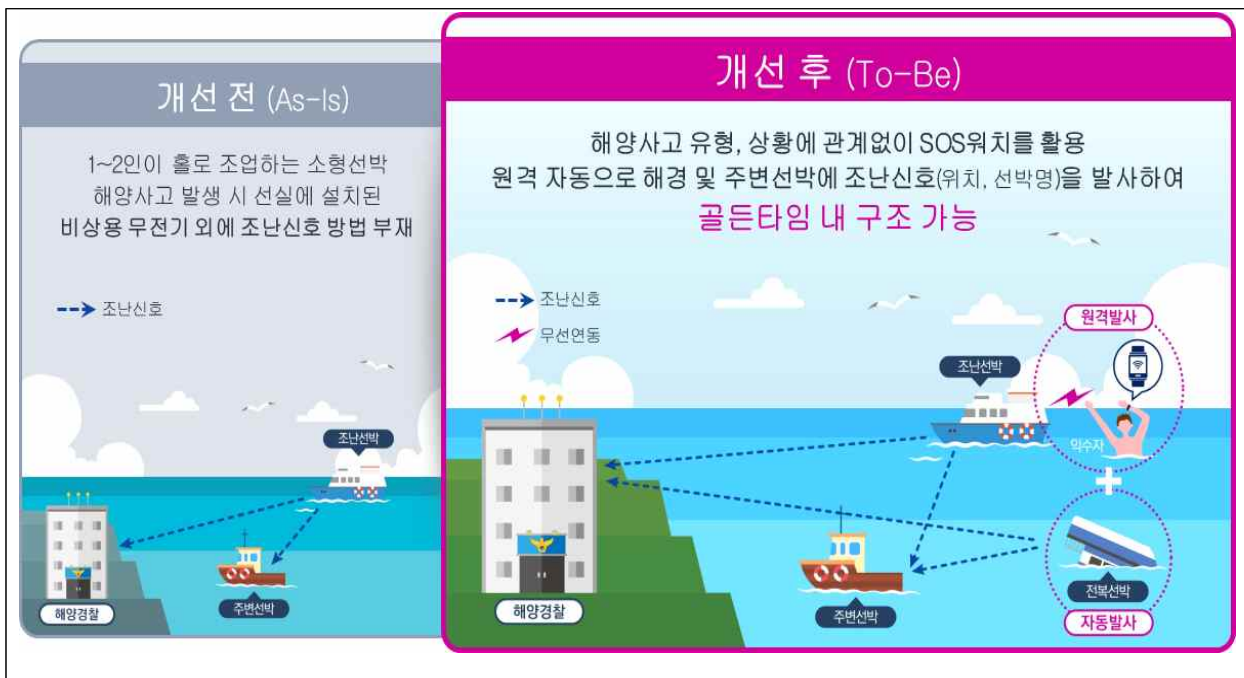 개선 전 (As-Is)
1~2인이 홀로 조업하는 소형선박
해양사고 발생 시 선실에 설치된
비상용 무전기 외에 조난신호 방법 부재
조난신호
조난선박
해양경찰
주변선박
개선 후 (To-Be)
해양사고 유형, 상황에 관계없이 SOS워치를 활용
원격 자동으로 해경 및 주변선박에 조난신호(위치, 선박명)을 발사하여
골든타임 내 구조 가능
조난신호
무선연동
원격발사
조난선박
익수자
전복선박
자동발사
해양경찰
주변선박